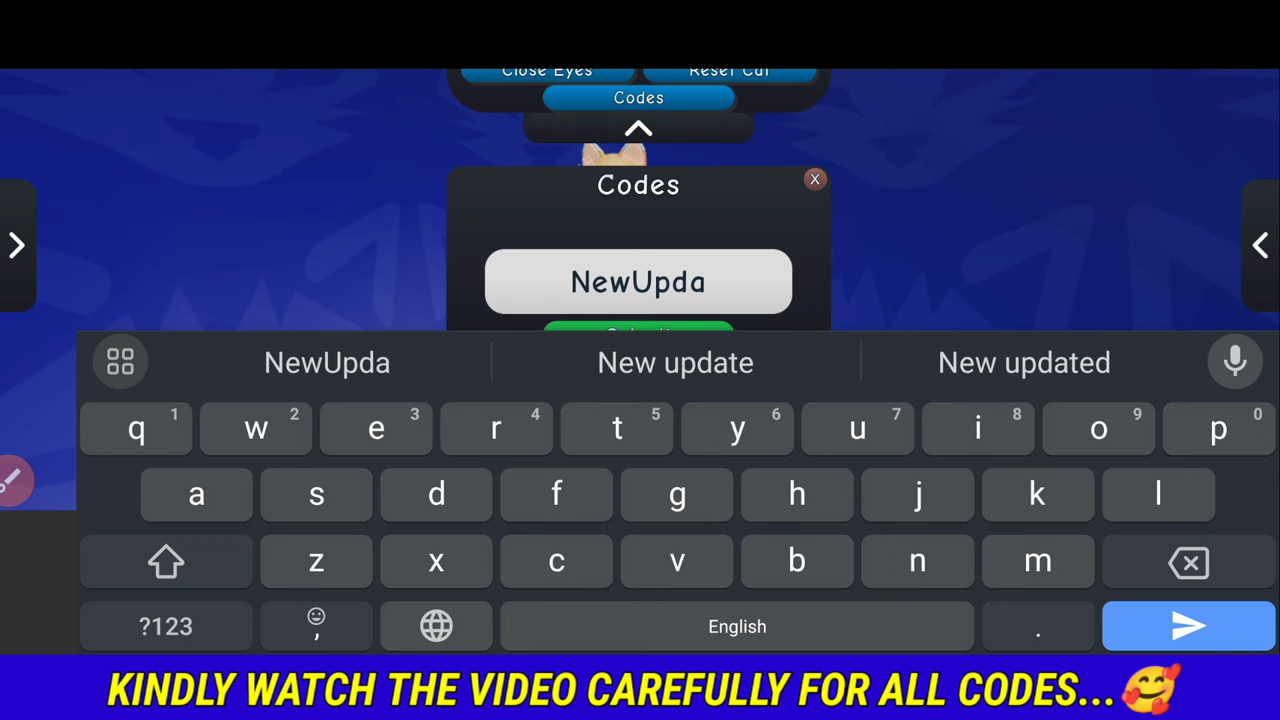 Close Eyes Reset Cat
Codes
Codes X
NewUpda
NewUpda New update New updated
q 1 w 2 e 3 r 4 t 5 y 6 u 7 i 8 o 9 p 0
a s d f g h j k l
z x c v b n m
?123 , English .
KINDLY WATCH THE VIDEO CAREFULLY FOR ALL CODES...🥰